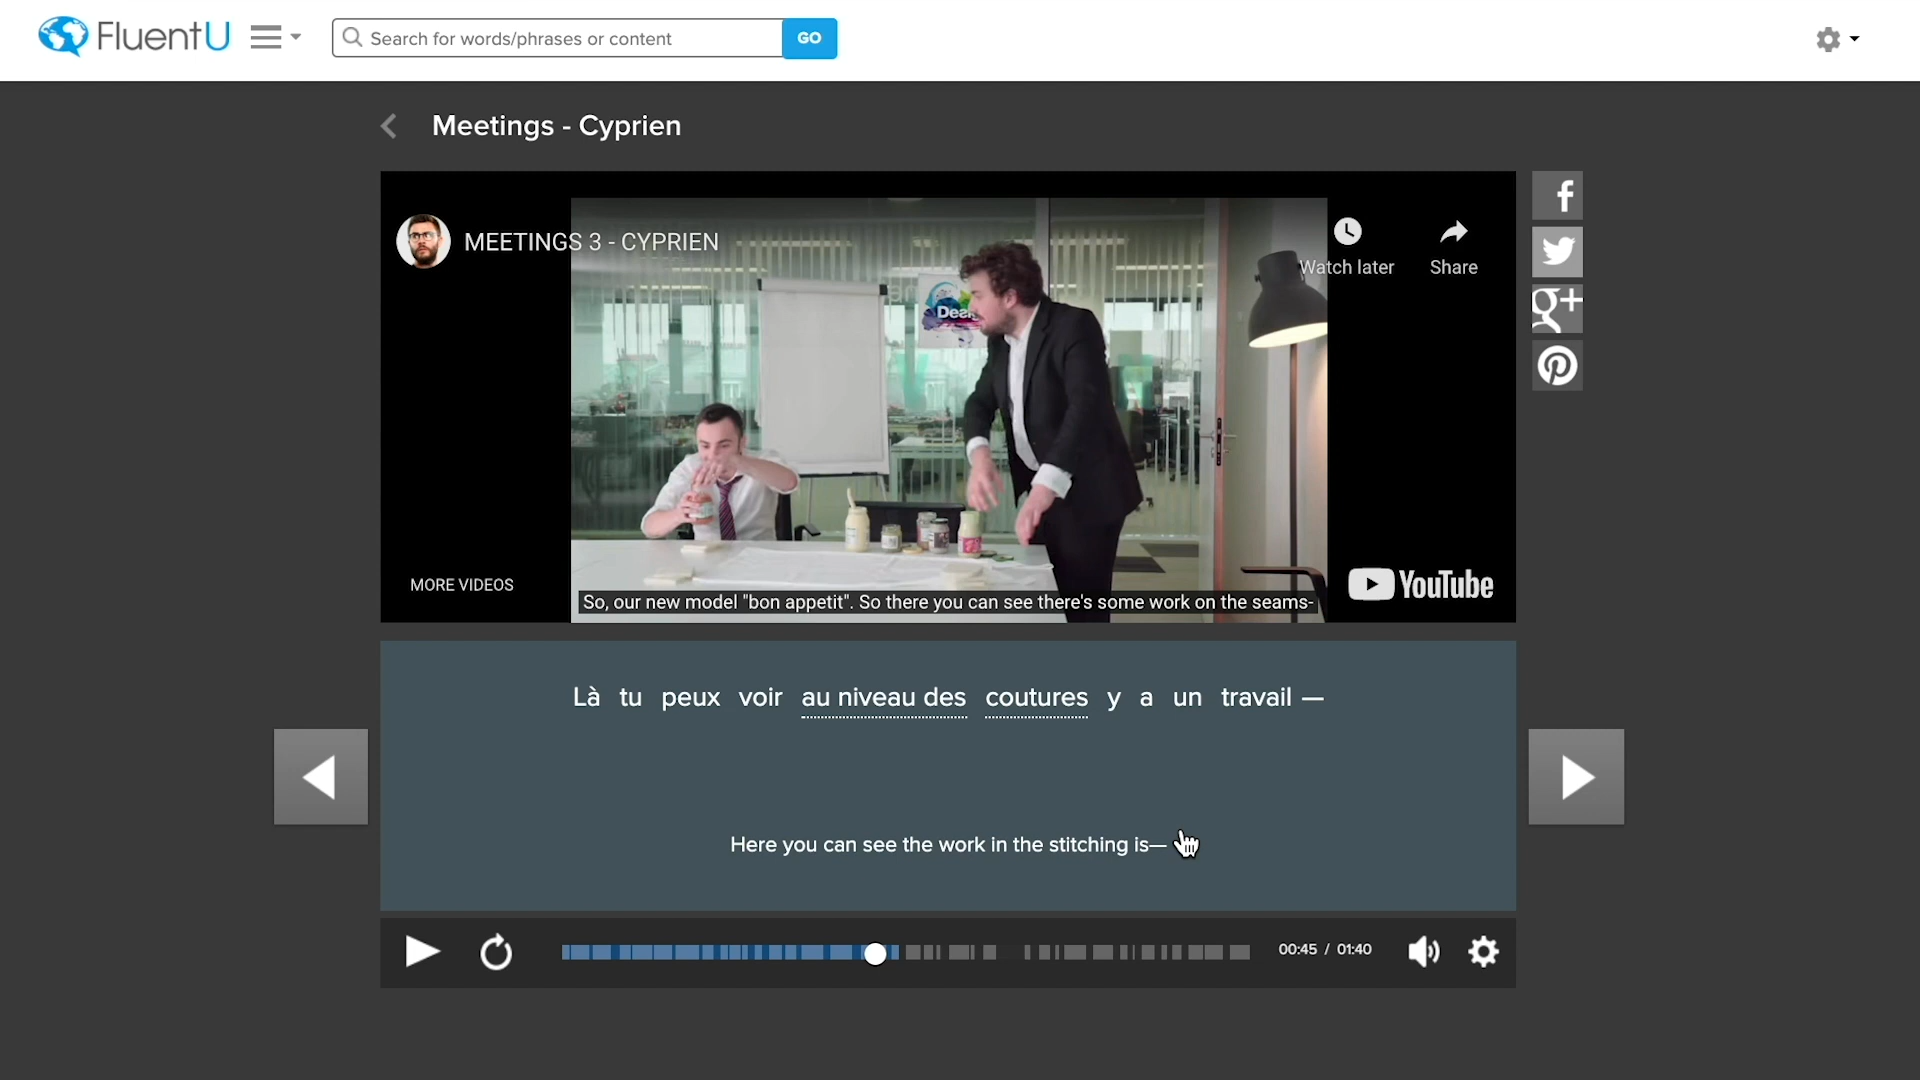 FluentU
Search for words/phrases or content
GO
Meetings - Cyprien
MEETINGS 3 - CYPRIEN
Watch later
Share
MORE VIDEOS
YouTube
So, our new model "bon appetit". So there you can see there's some work on the seams-
Là tu peux voir au niveau des coutures y a un travail —
Here you can see the work in the stitching is—
00:45 / 01:40